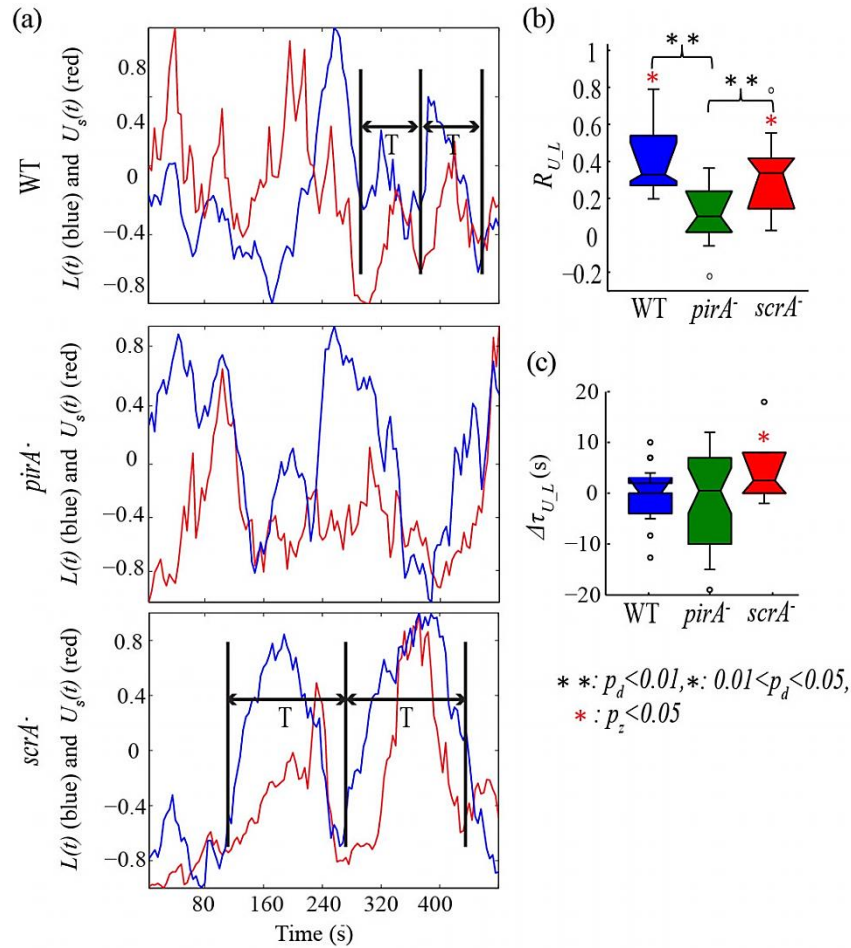 (a)
WT
L(t) (blue) and U_s(t) (red)
0.8
0.4
0
−0.4
−0.8
T
T
pirA⁻
L(t) (blue) and U_s(t) (red)
0.8
0.4
0
−0.4
−0.8
scrA⁻
L(t) (blue) and U_s(t) (red)
0.8
0.4
0
−0.4
−0.8
T
T
80 160 240 320 400
Time (s)
(b)
R_{U_L}
1
0.8
0.6
0.4
0.2
0
−0.2
* *
* *
*
*
WT pirA⁻ scrA⁻
(c)
Δτ_{U_L} (s)
20
10
0
−10
−20
*
WT pirA⁻ scrA⁻
* *: p_d<0.01, *: 0.01<p_d<0.05,
* : p_z<0.05